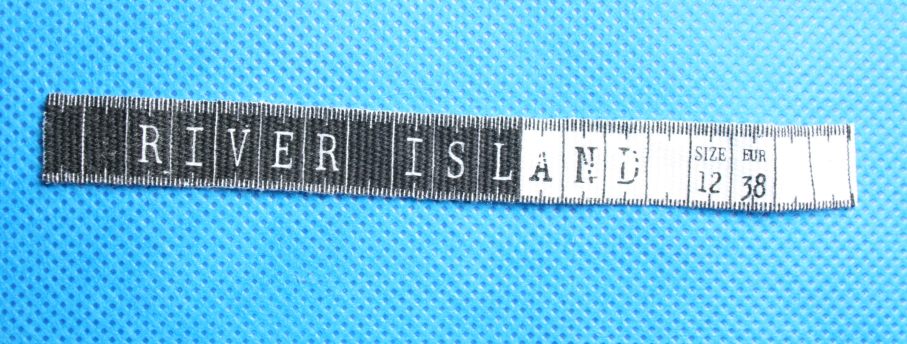 RIVER ISLAND
SIZE 12
EUR 38